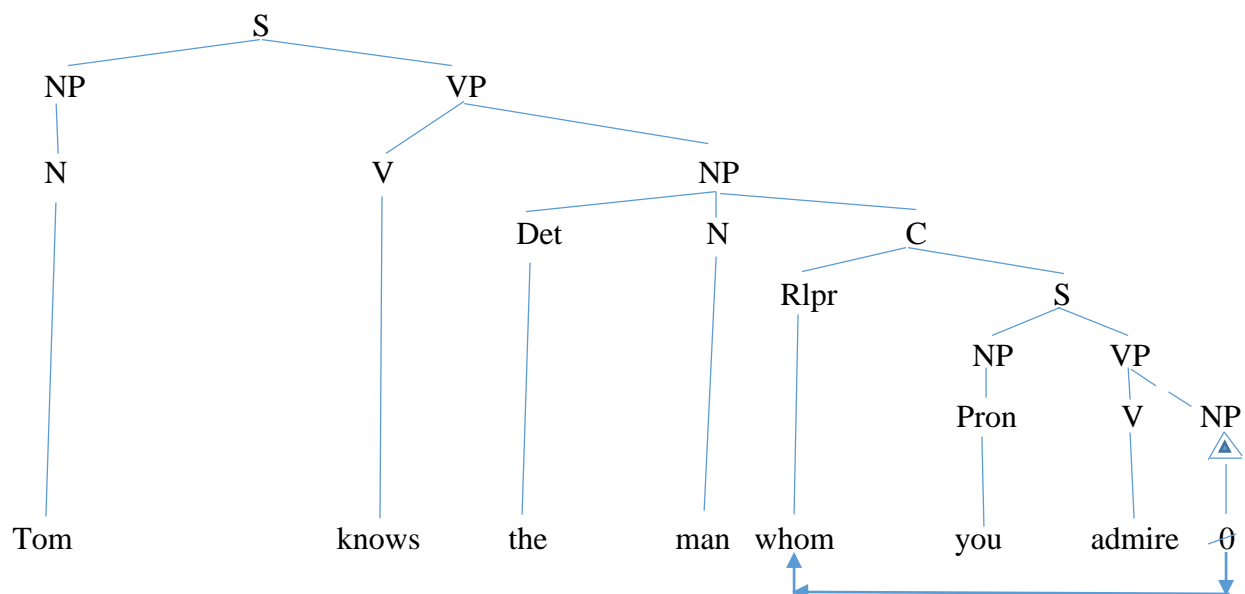 S
NP VP
N V NP
Det N C
Rlpr S
NP VP
Pron V NP
Tom knows the man whom you admire 0